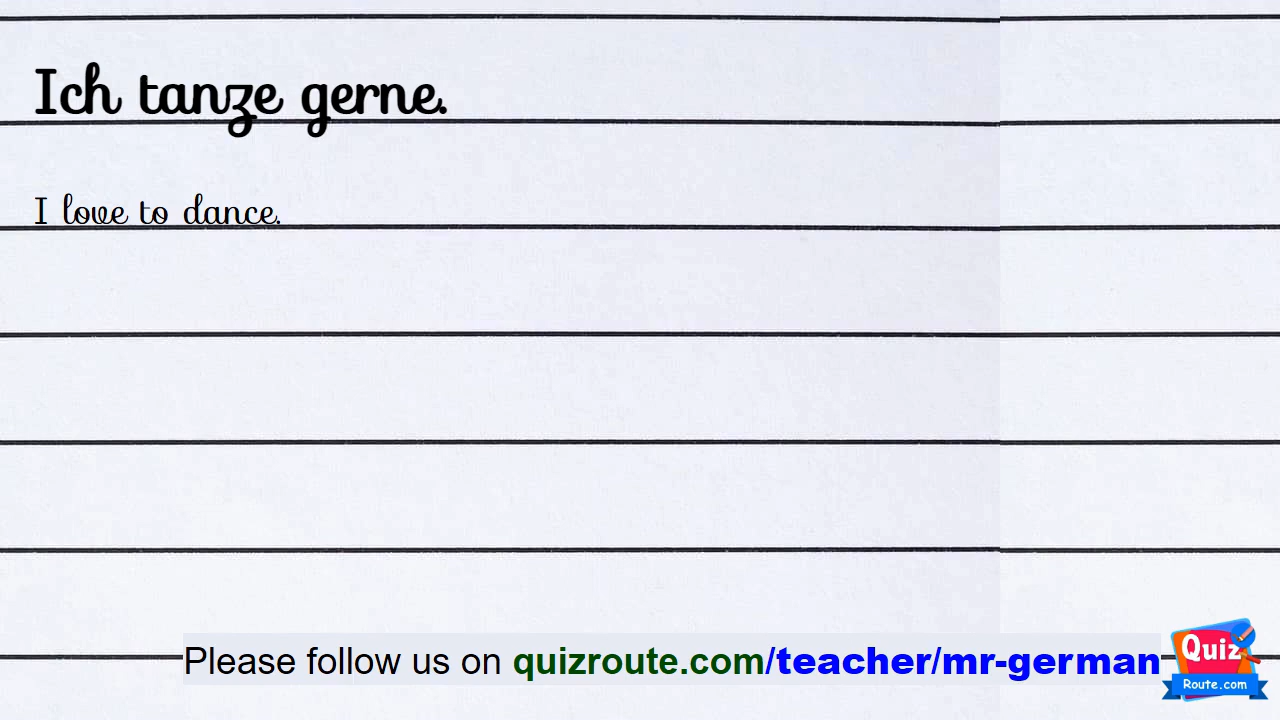 Ich tanze gerne.
I love to dance.
Please follow us on quizroute.com/teacher/mr-german
Quiz
Route.com